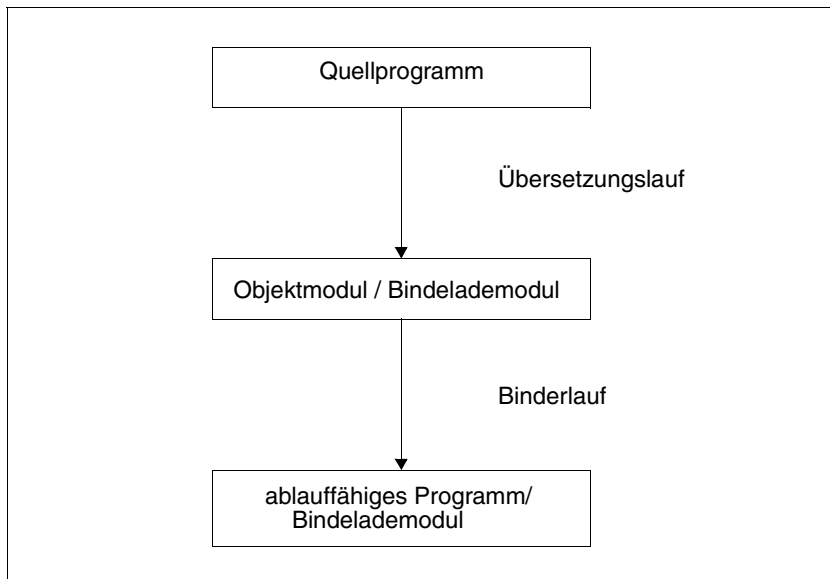 Quellprogramm
Übersetzungslauf
Objektmodul / Bindelademodul
Binderlauf
ablauffähiges Programm/
Bindelademodul